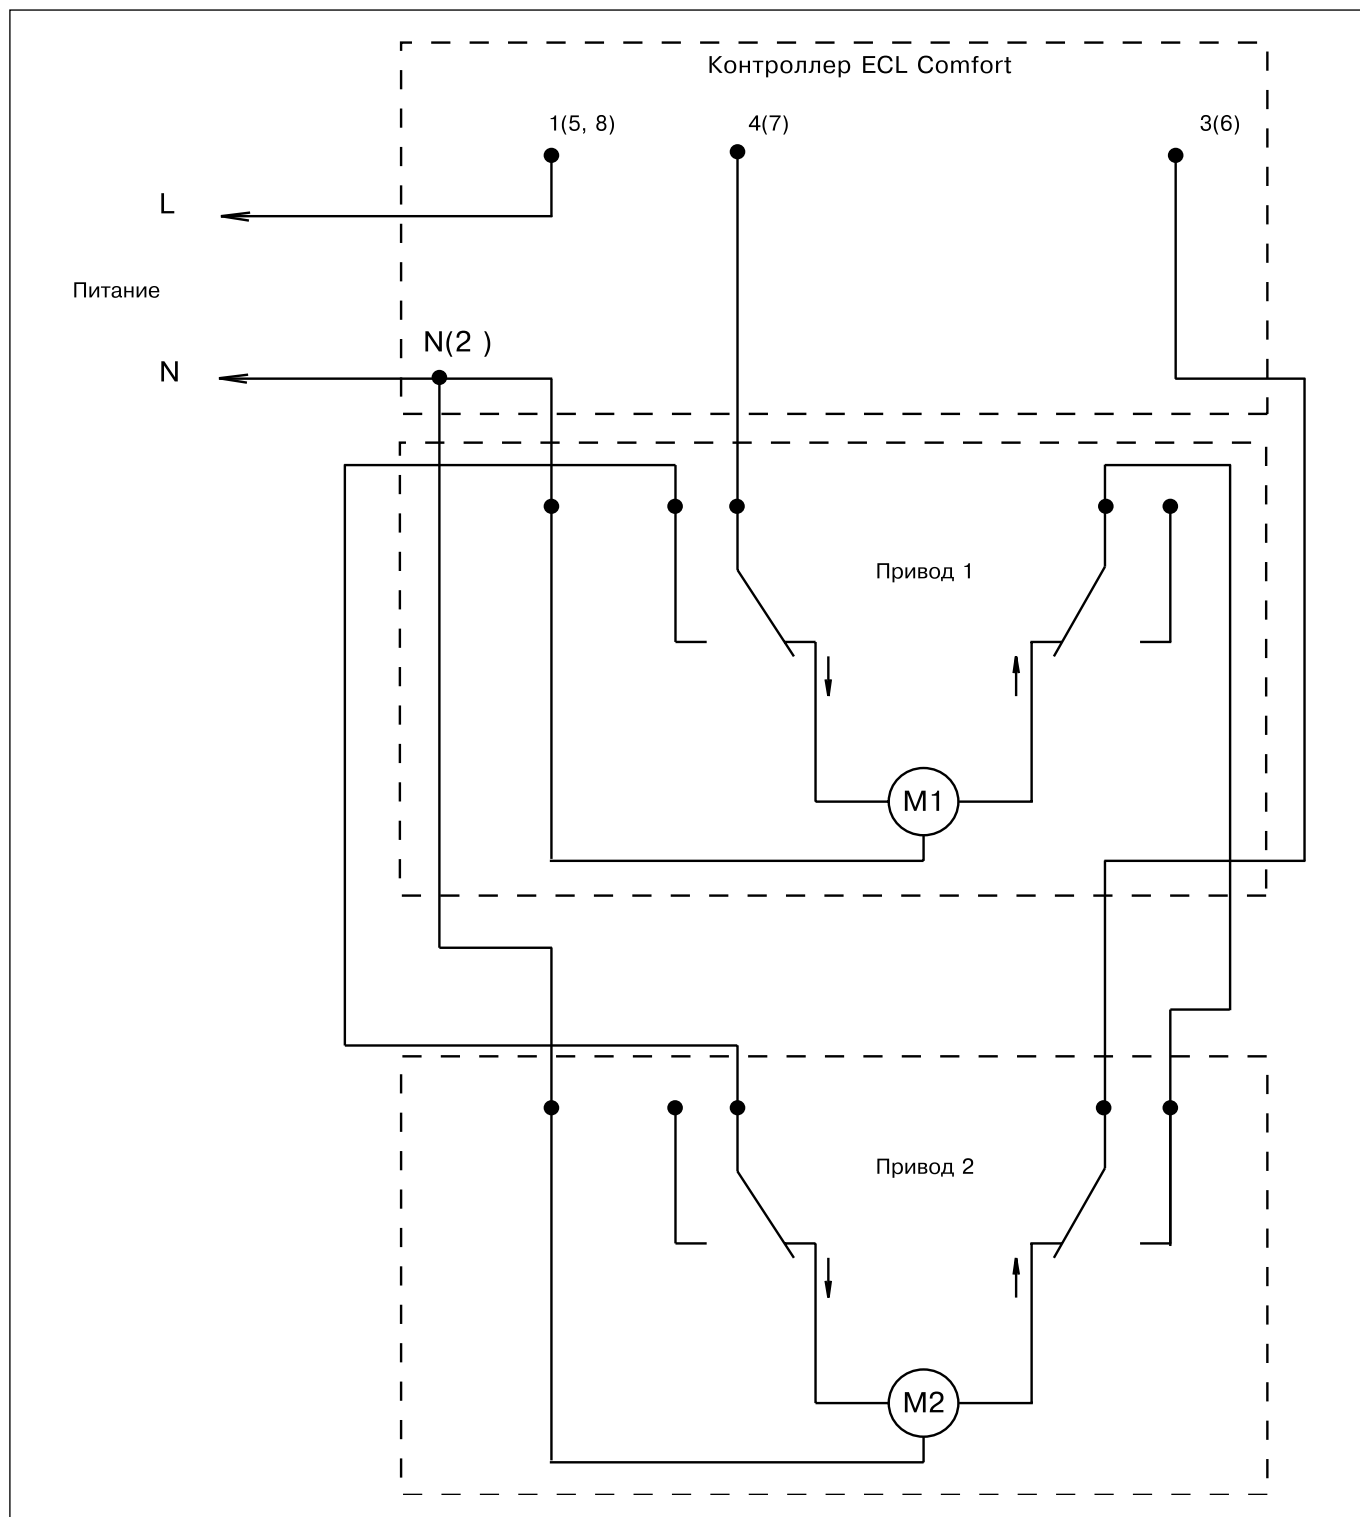 Контроллер ECL Comfort
1(5, 8)
4(7)
3(6)
L
Питание
N(2 )
N
Привод 1
M1
Привод 2
M2